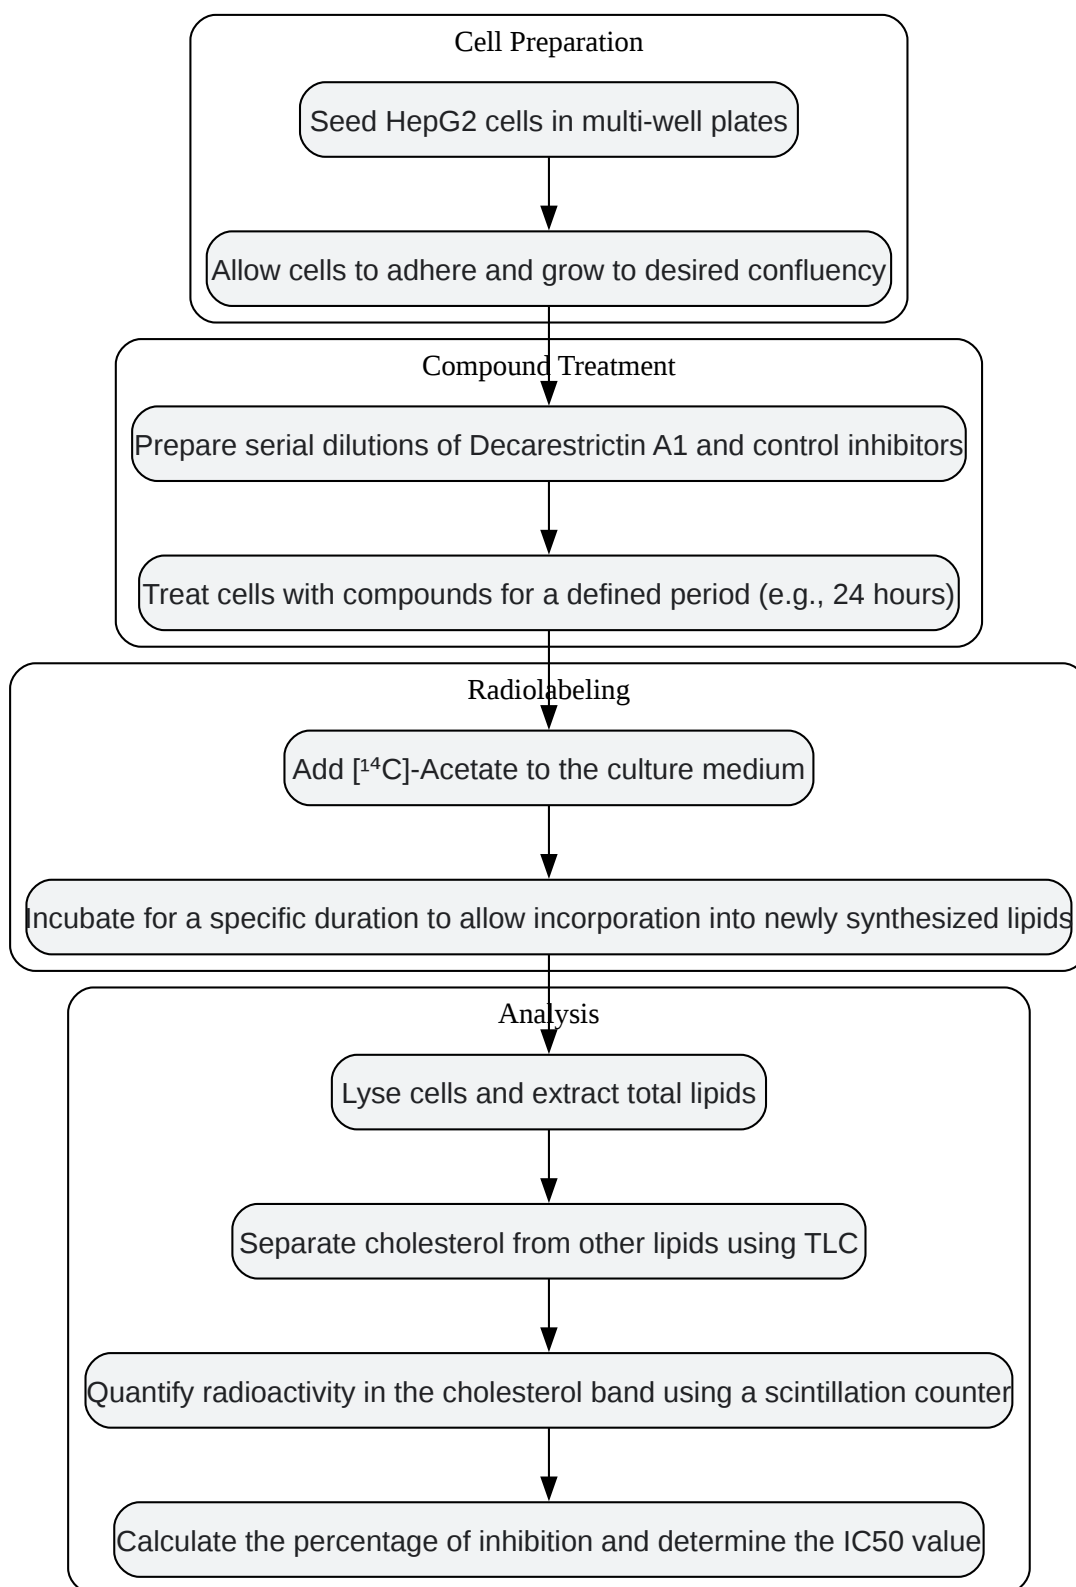 Cell Preparation
Seed HepG2 cells in multi-well plates
Allow cells to adhere and grow to desired confluency
Compound Treatment
Prepare serial dilutions of Decarestrictin A1 and control inhibitors
Treat cells with compounds for a defined period (e.g., 24 hours)
Radiolabeling
Add [¹⁴C]-Acetate to the culture medium
Incubate for a specific duration to allow incorporation into newly synthesized lipids
Analysis
Lyse cells and extract total lipids
Separate cholesterol from other lipids using TLC
Quantify radioactivity in the cholesterol band using a scintillation counter
Calculate the percentage of inhibition and determine the IC50 value